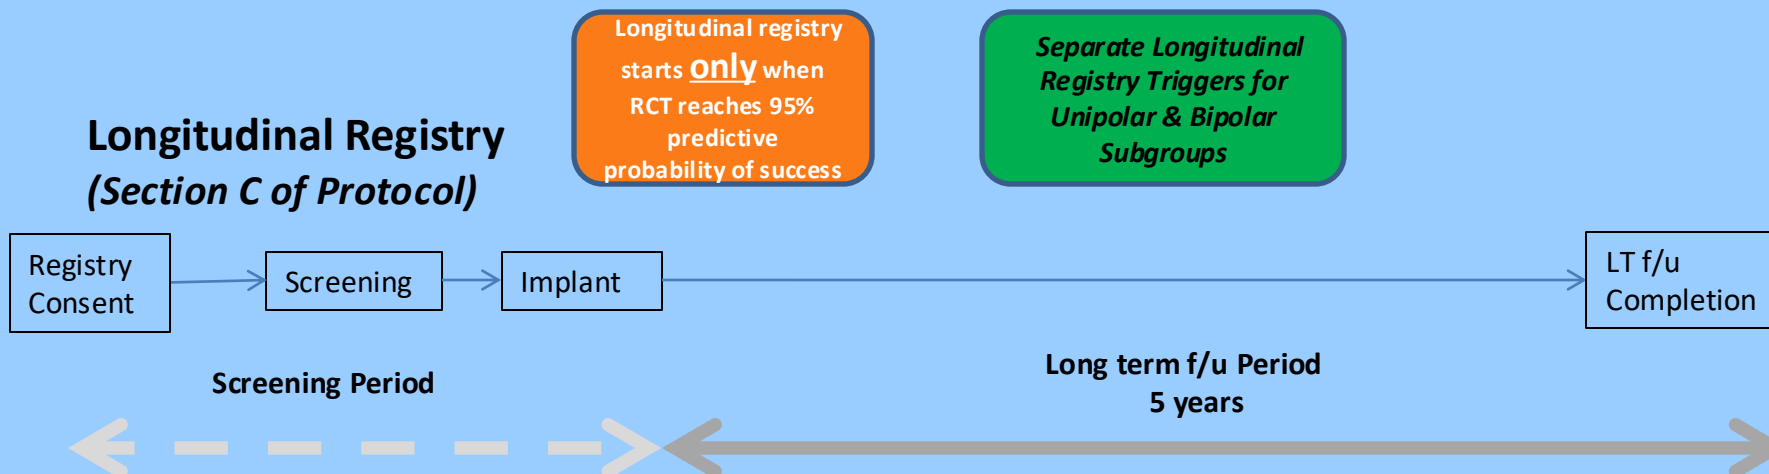 Longitudinal registry
starts only when
RCT reaches 95%
predictive
probability of success
Separate Longitudinal
Registry Triggers for
Unipolar & Bipolar
Subgroups
Longitudinal Registry
(Section C of Protocol)
Registry
Consent
Screening
Implant
LT f/u
Completion
Screening Period
Long term f/u Period
5 years